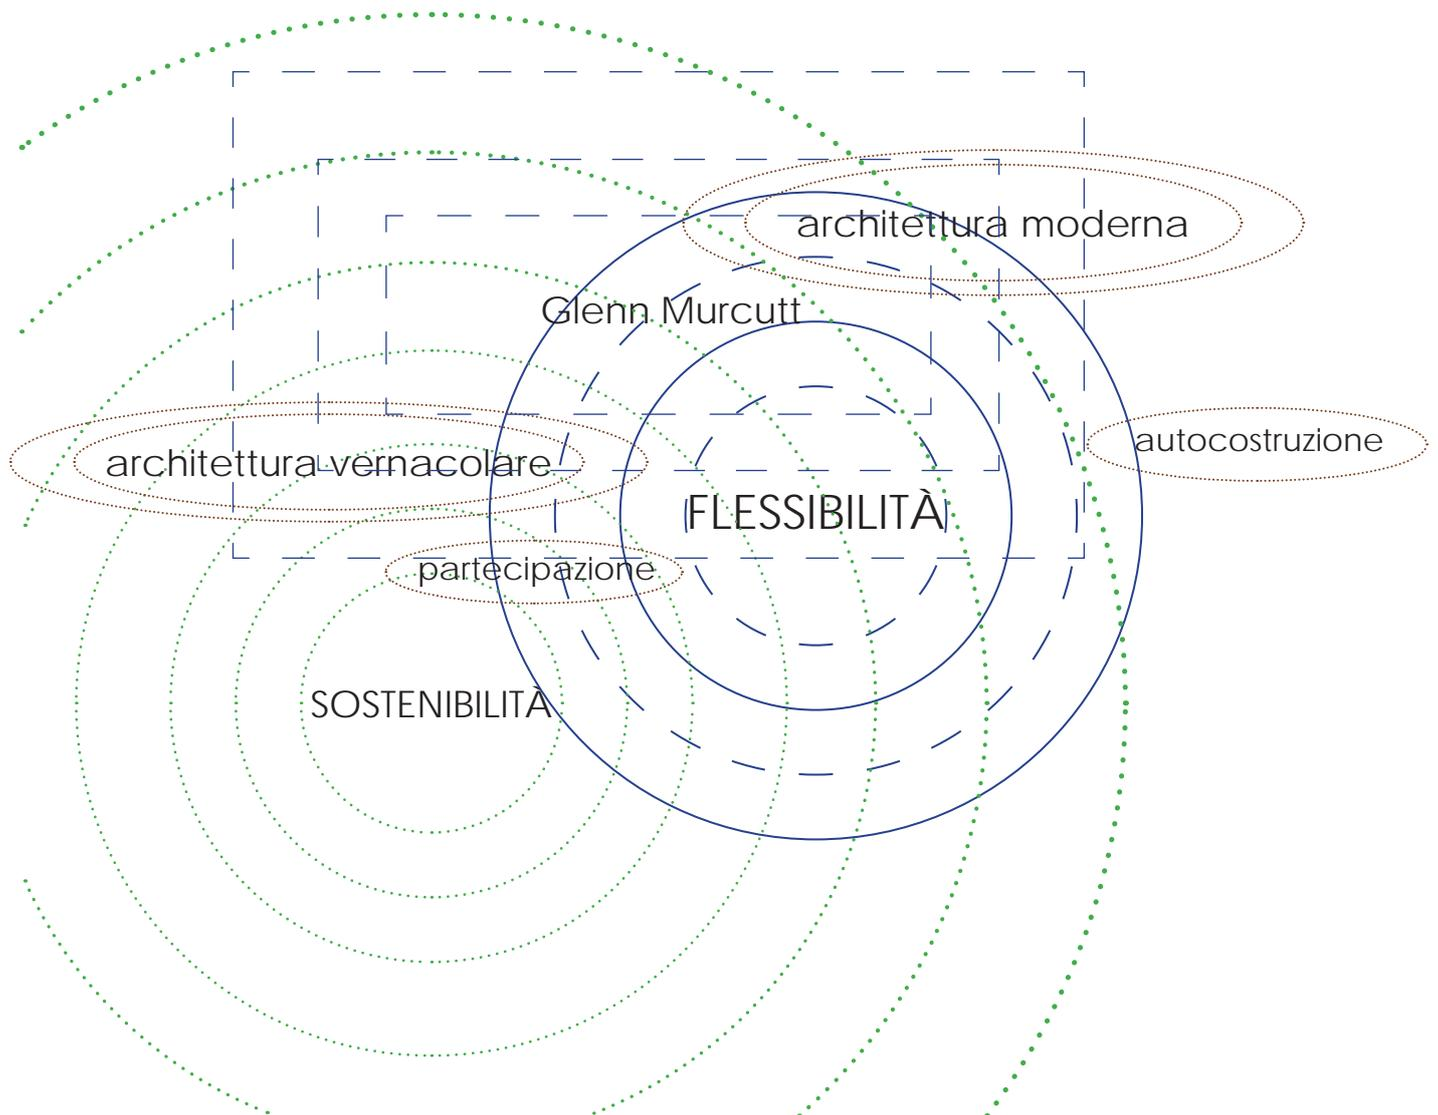 architettura moderna
Glenn Murcutt
autocostruzione
architettura vernacolare
FLESSIBILITÀ
partecipazione
SOSTENIBILITÀ